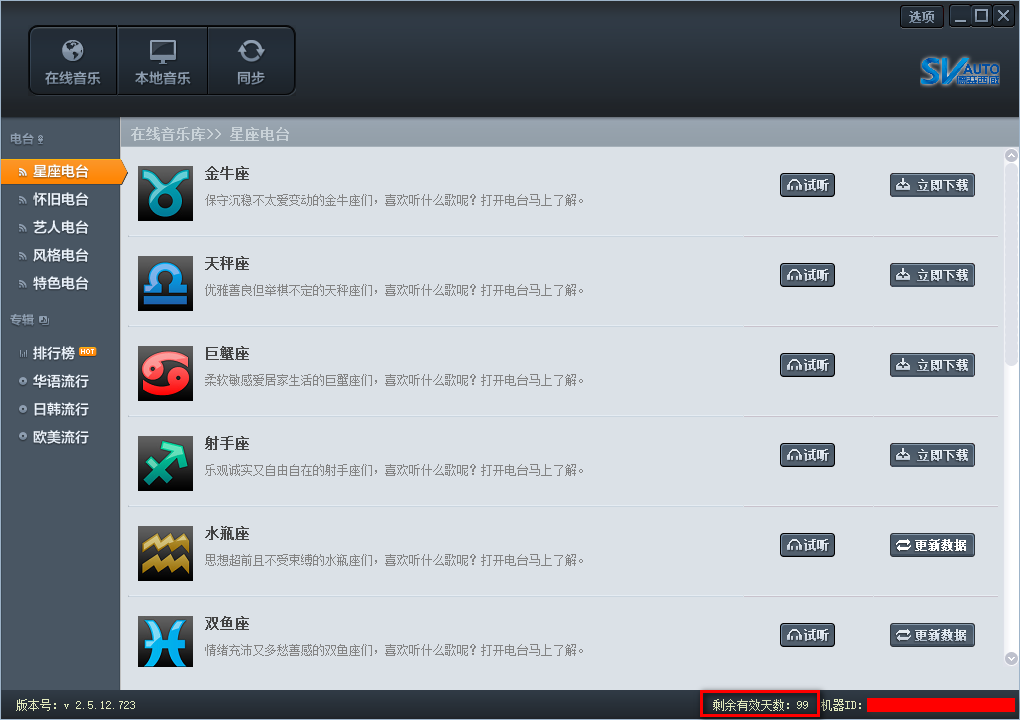 选项
在线音乐
本地音乐
同步
SV AUTO
电台
在线音乐库>> 星座电台
星座电台
怀旧电台
艺人电台
风格电台
特色电台
专辑
排行榜 HOT
华语流行
日韩流行
欧美流行
金牛座
保守沉稳不太爱变动的金牛座们，喜欢听什么歌呢？打开电台马上了解。
试听
立即下载
天秤座
优雅善良但举棋不定的天秤座们，喜欢听什么歌呢？打开电台马上了解。
试听
立即下载
巨蟹座
柔软敏感爱居家生活的巨蟹座们，喜欢听什么歌呢？打开电台马上了解。
试听
立即下载
射手座
乐观诚实又自由自在的射手座们，喜欢听什么歌呢？打开电台马上了解。
试听
立即下载
水瓶座
思想超前且不受束缚的水瓶座们，喜欢听什么歌呢？打开电台马上了解。
试听
更新数据
双鱼座
情绪充沛又多愁善感的双鱼座们，喜欢听什么歌呢？打开电台马上了解。
试听
更新数据
版本号: v 2.5.12.723
剩余有效天数: 99
机器ID: